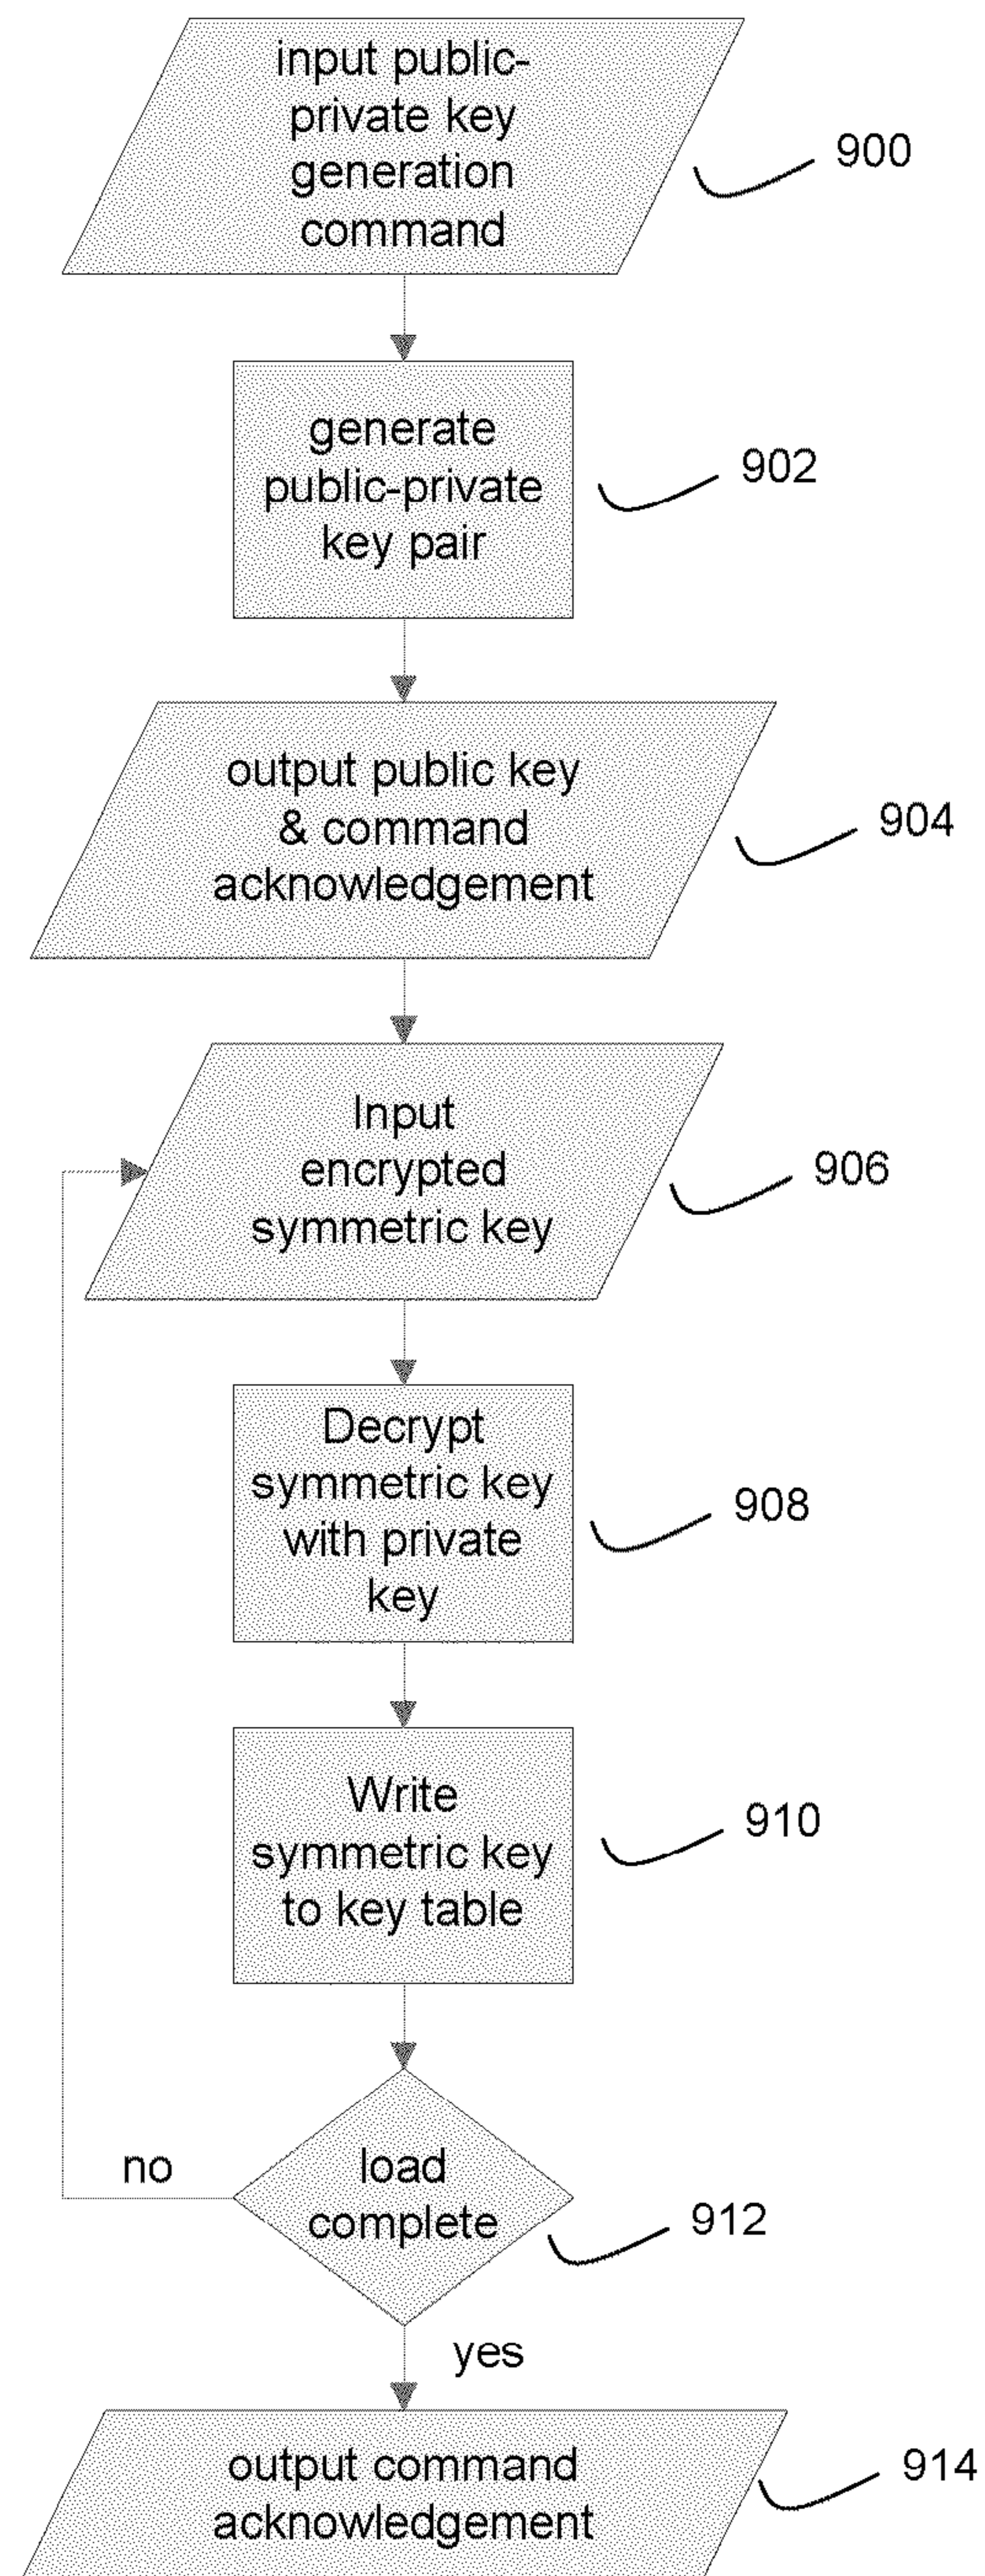 input public-
private key
generation
command
900
generate
public-private
key pair
902
output public key
& command
acknowledgement
904
Input
encrypted
symmetric key
906
Decrypt
symmetric key
with private
key
908
Write
symmetric key
to key table
910
no
load
complete
912
yes
output command
acknowledgement
914